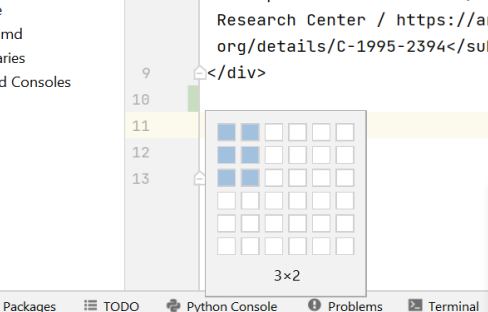 Research Center / https://ar
md
org/details/C-1995-2394</sub
aries
9 </div>
d Consoles
10
11
12
13
3×2
Packages TODO Python Console Problems Terminal